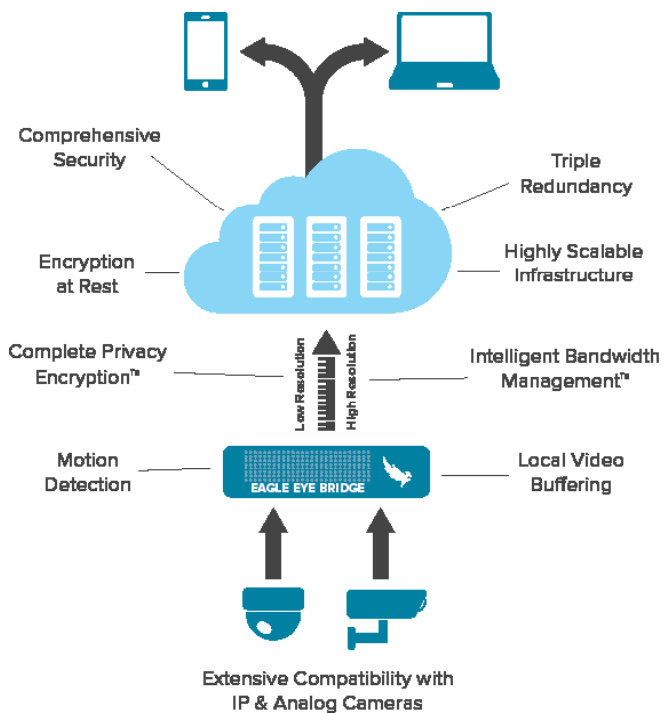 Comprehensive
Security
Triple
Redundancy
Encryption
at Rest
Highly Scalable
Infrastructure
Complete Privacy
Encryption™
Low Resolution
High Resolution
Intelligent Bandwidth
Management™
Motion
Detection
EAGLE EYE BRIDGE
Local Video
Buffering
Extensive Compatibility with
IP & Analog Cameras